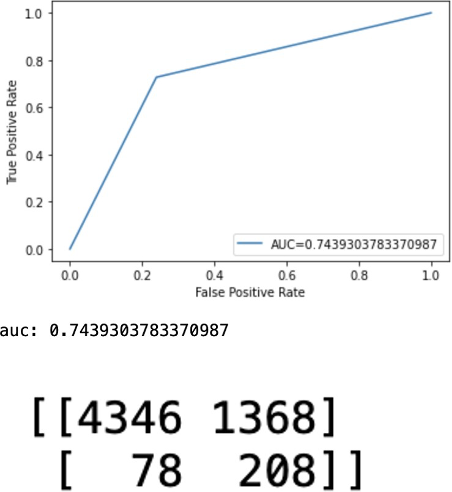 1.0
0.8
0.6
0.4
0.2
0.0
True Positive Rate
AUC=0.7439303783370987
0.0 0.2 0.4 0.6 0.8 1.0
False Positive Rate
auc: 0.7439303783370987
[[4346 1368]
[ 78 208]]